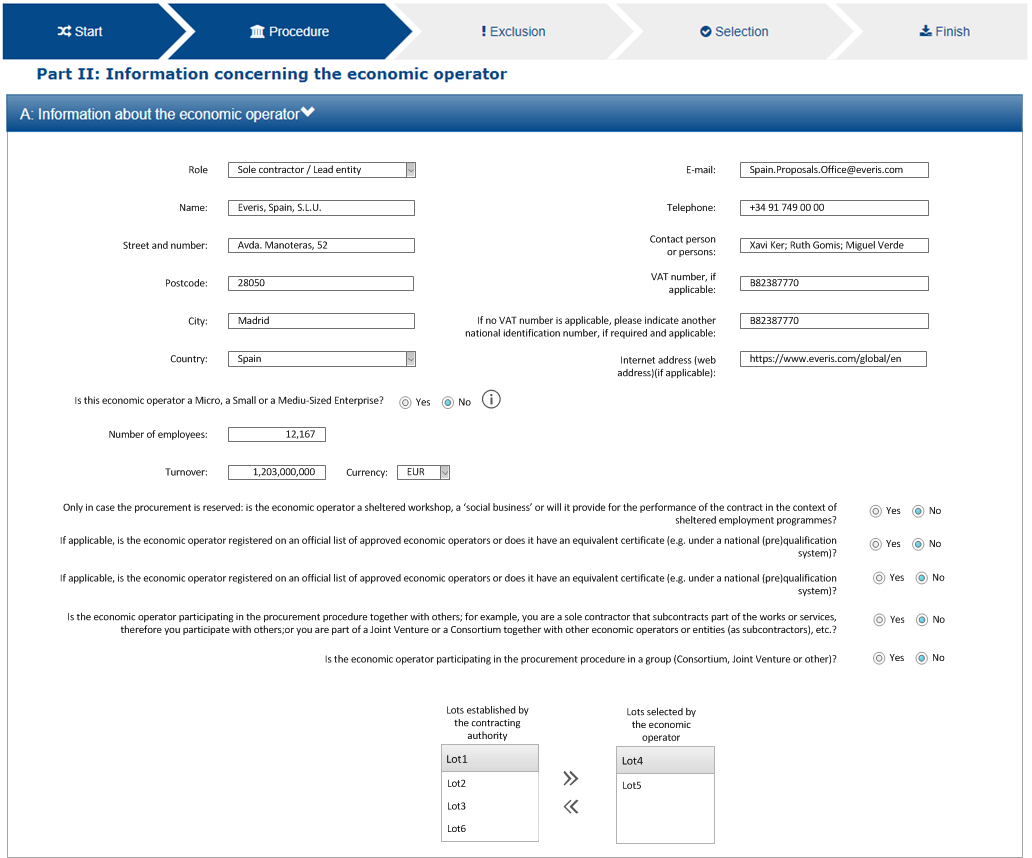 Start
Procedure
Exclusion
Selection
Finish
Part II: Information concerning the economic operator
A: Information about the economic operator
Role
Sole contractor / Lead entity
E-mail:
Spain.Proposals.Office@everis.com
Name:
Everis, Spain, S.L.U.
Telephone:
+34 91 749 00 00
Street and number:
Avda. Manoteras, 52
Contact person
or persons:
Xavi Ker; Ruth Gomis; Miguel Verde
Postcode:
28050
VAT number, if
applicable:
B82387770
City:
Madrid
If no VAT number is applicable, please indicate another
national identification number, if required and applicable:
B82387770
Country:
Spain
Internet address (web
address)(if applicable):
https://www.everis.com/global/en
Is this economic operator a Micro, a Small or a Mediu-Sized Enterprise?
Yes
No
Number of employees:
12,167
Turnover:
1,203,000,000
Currency:
EUR
Only in case the procurement is reserved: is the economic operator a sheltered workshop, a ‘social business’ or will it provide for the performance of the contract in the context of
sheltered employment programmes?
Yes
No
If applicable, is the economic operator registered on an official list of approved economic operators or does it have an equivalent certificate (e.g. under a national (pre)qualification
system)?
Yes
No
If applicable, is the economic operator registered on an official list of approved economic operators or does it have an equivalent certificate (e.g. under a national (pre)qualification
system)?
Yes
No
Is the economic operator participating in the procurement procedure together with others; for example, you are a sole contractor that subcontracts part of the works or services,
therefore you participate with others;or you are part of a Joint Venture or a Consortium together with other economic operators or entities (as subcontractors), etc.?
Yes
No
Is the economic operator participating in the procurement procedure in a group (Consortium, Joint Venture or other)?
Yes
No
Lots established by
the contracting
authority
Lot1
Lot2
Lot3
Lot6
Lots selected by
the economic
operator
Lot4
Lot5